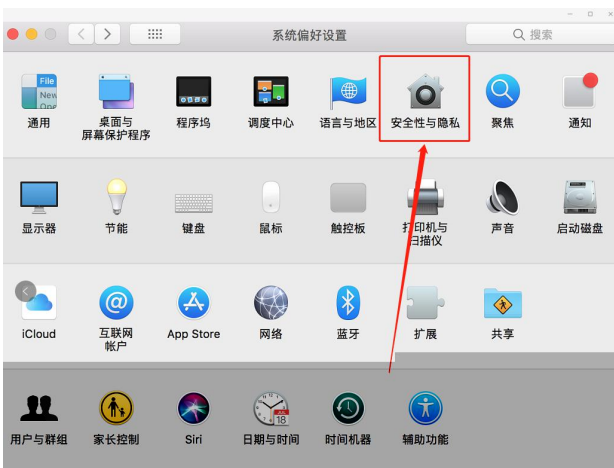 系统偏好设置
搜索
File
New
Ope
通用
桌面与
屏幕保护程序
程序坞
调度中心
语言与地区
安全性与隐私
聚焦
通知
显示器
节能
键盘
鼠标
触控板
打印机与
扫描仪
声音
启动磁盘
iCloud
@
互联网
帐户
App Store
网络
蓝牙
扩展
共享
用户与群组
家长控制
Siri
JUL
18
日期与时间
时间机器
辅助功能